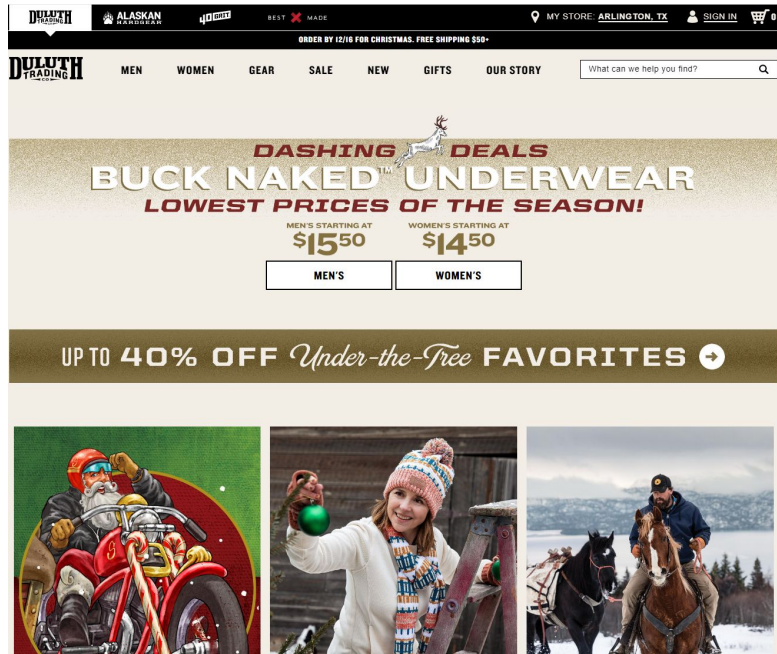 DULUTH
TRADING
CO
ALASKAN
HARDGEAR
40 GRIT
BEST MADE
MY STORE: ARLINGTON, TX
SIGN IN
0
ORDER BY 12/16 FOR CHRISTMAS. FREE SHIPPING $50+
DULUTH
TRADING
CO
MEN WOMEN GEAR SALE NEW GIFTS OUR STORY
What can we help you find?
DASHING DEALS
BUCK NAKED™ UNDERWEAR
LOWEST PRICES OF THE SEASON!
MEN'S STARTING AT
$15.50
WOMEN'S STARTING AT
$14.50
MEN'S
WOMEN'S
UP TO 40% OFF Under-the-Tree FAVORITES